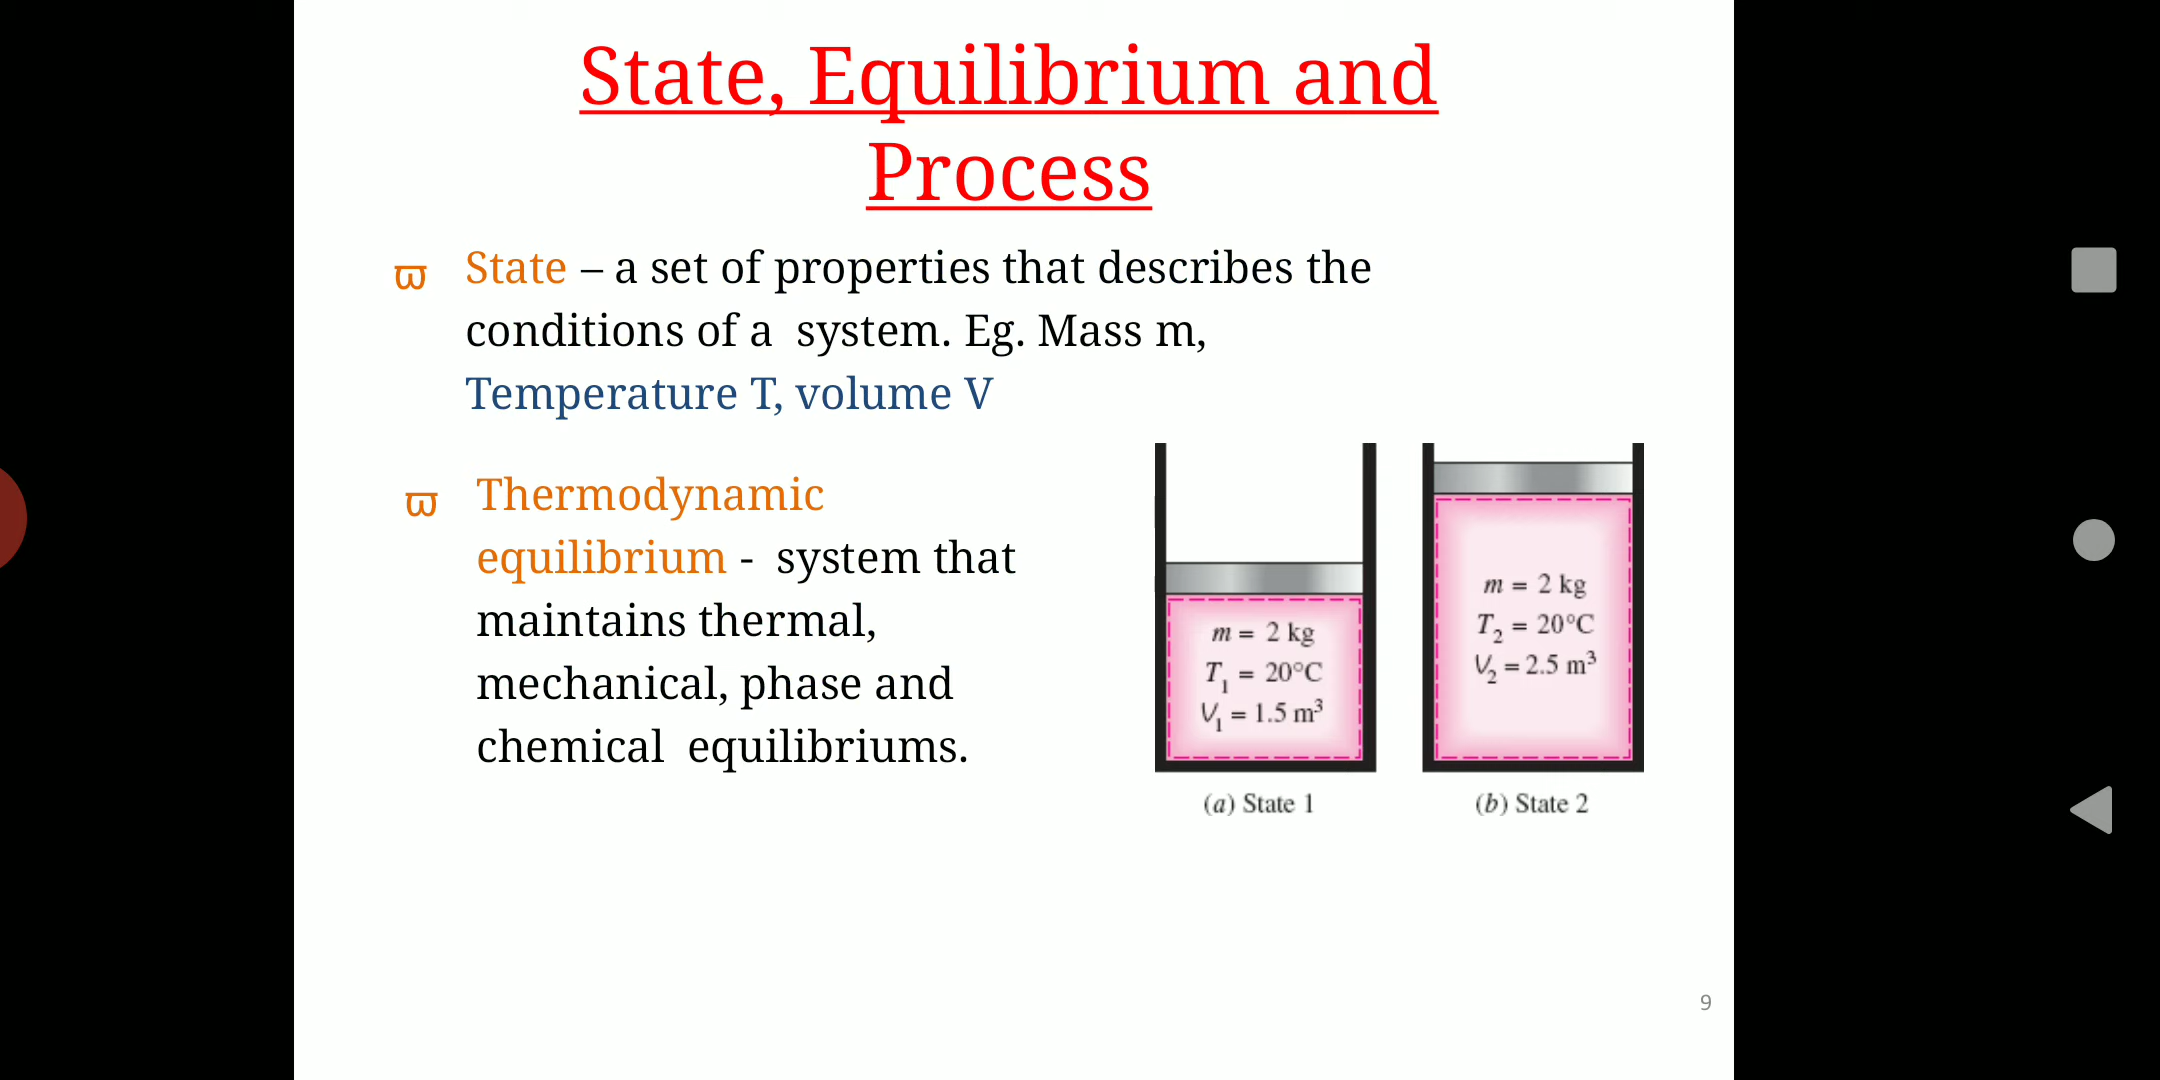 State, Equilibrium and
Process
ϖ State – a set of properties that describes the
conditions of a  system. Eg. Mass m,
Temperature T, volume V
ϖ Thermodynamic
equilibrium -  system that
maintains thermal,
mechanical, phase and
chemical  equilibriums.
m = 2 kg
T₁ = 20°C
V₁ = 1.5 m³
(a) State 1
m = 2 kg
T₂ = 20°C
V₂ = 2.5 m³
(b) State 2
9